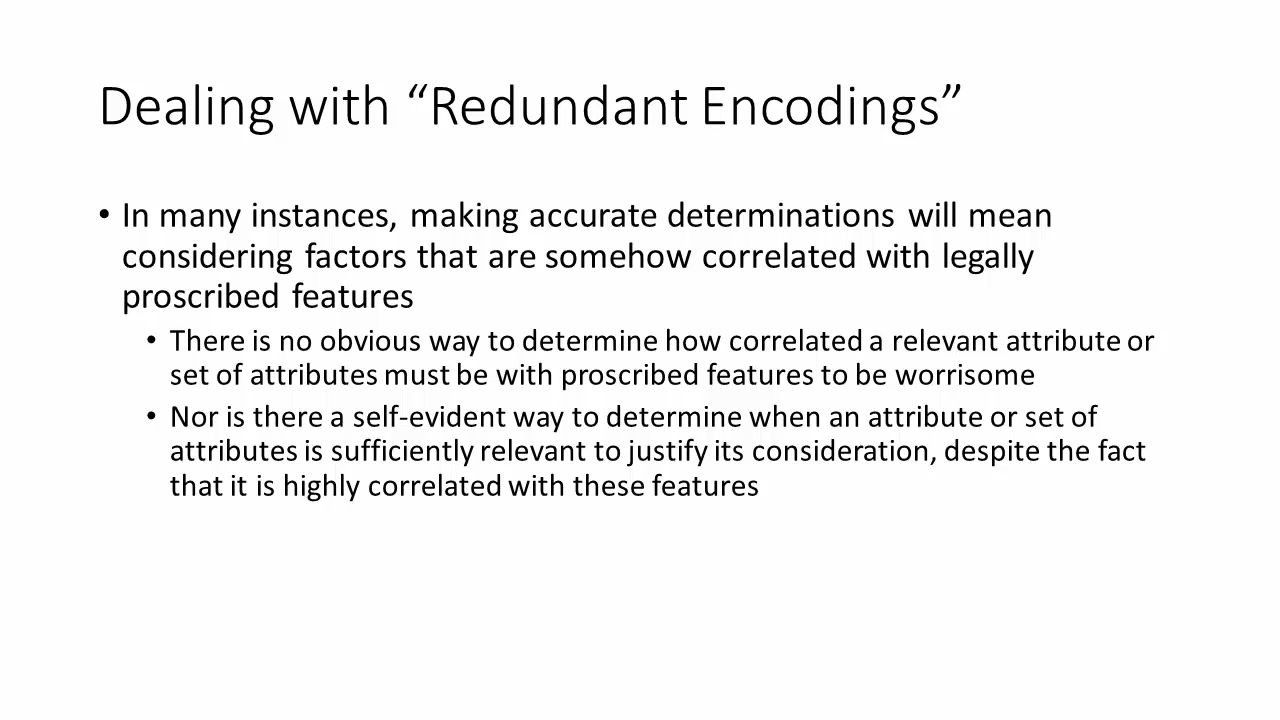 Dealing with “Redundant Encodings”
• In many instances, making accurate determinations will mean
considering factors that are somehow correlated with legally
proscribed features
• There is no obvious way to determine how correlated a relevant attribute or
set of attributes must be with proscribed features to be worrisome
• Nor is there a self-evident way to determine when an attribute or set of
attributes is sufficiently relevant to justify its consideration, despite the fact
that it is highly correlated with these features